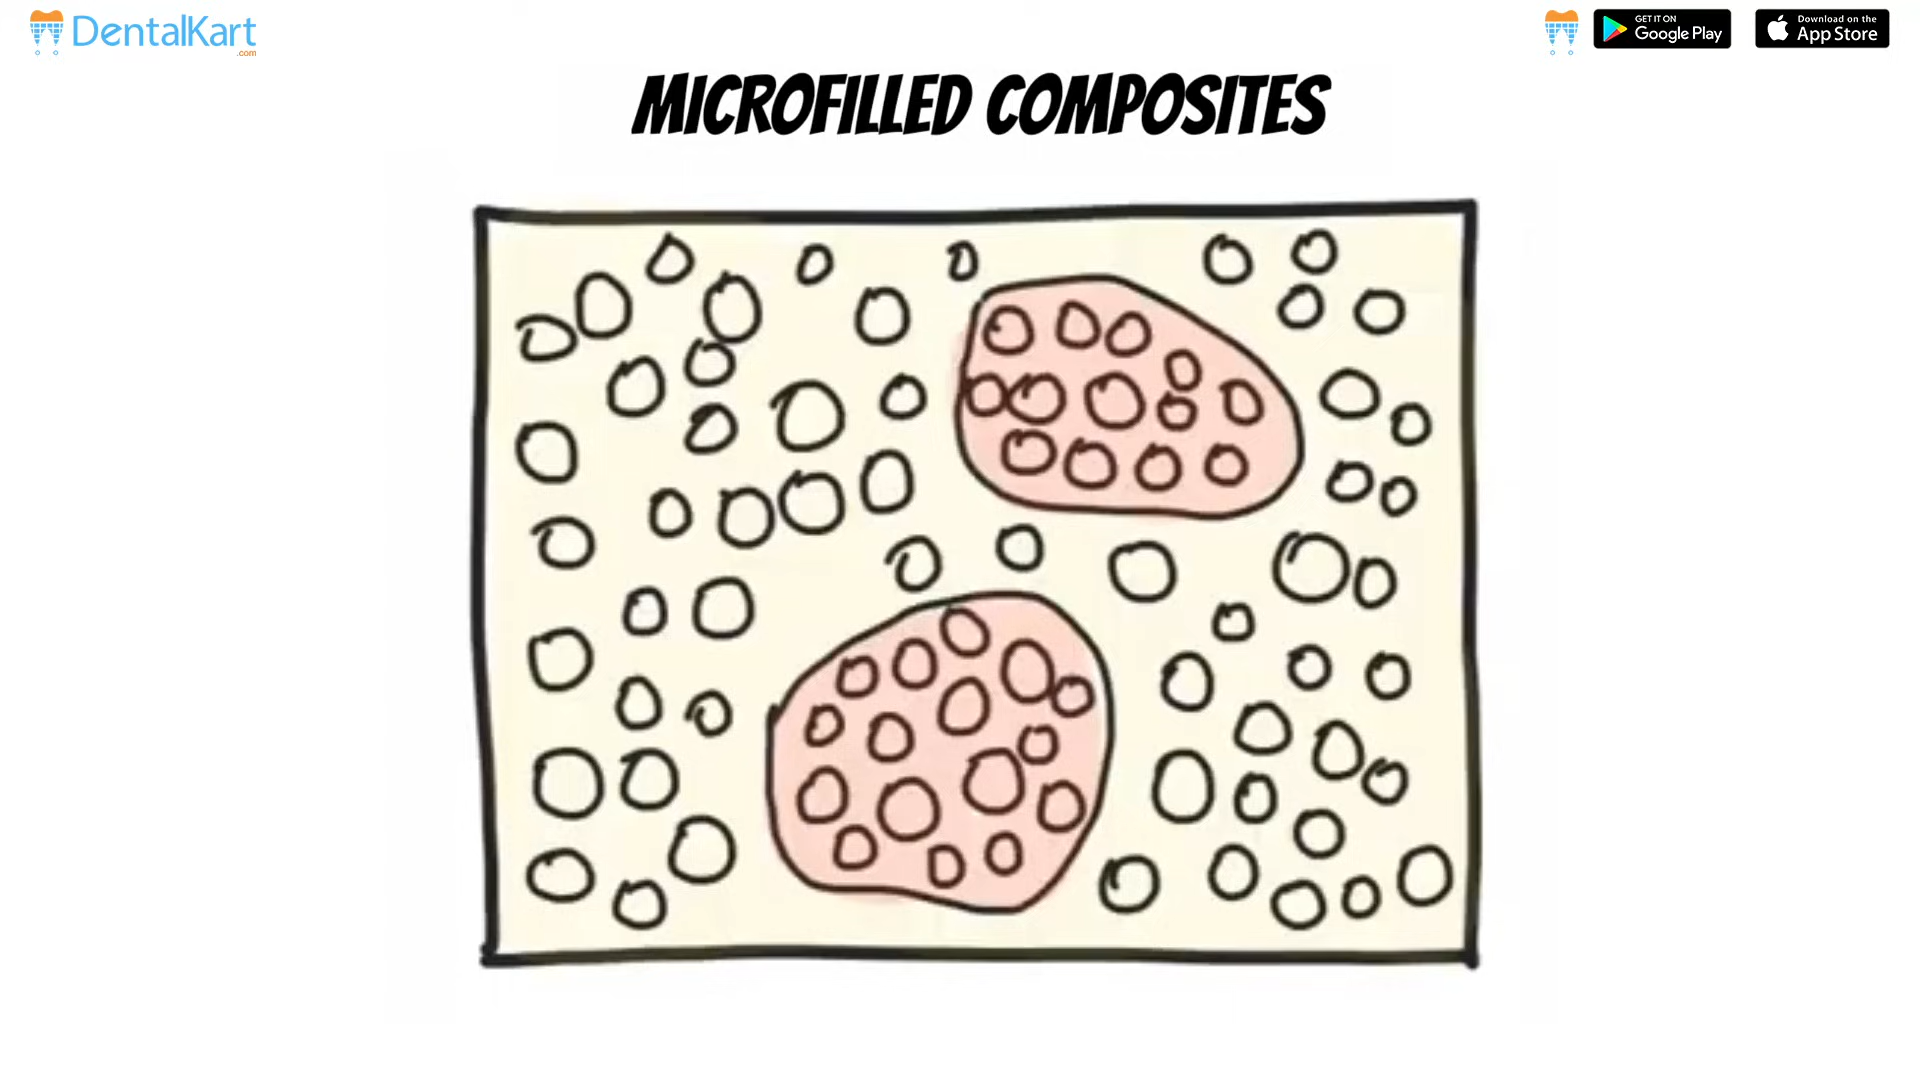 DentalKart
.com
GET IT ON
Google Play
Download on the
App Store
MICROFILLED COMPOSITES